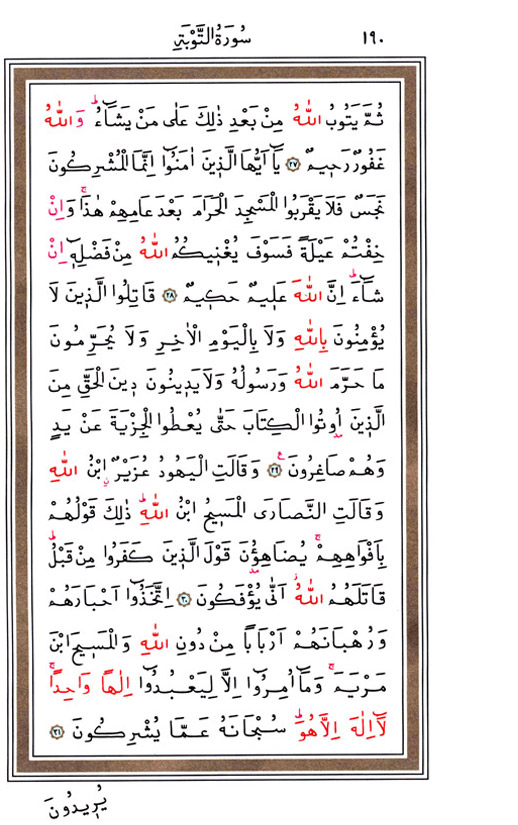 ١٩٠ سُورَةُ التَّوْبَةِ
ثُمَّ يَتُوبُ اللّٰهُ مِنْ بَعْدِ ذٰلِكَ عَلٰى مَنْ يَشَٓاءُۜ وَاللّٰهُ
غَفُورٌ رَح۪يمٌ ﴿٢٧﴾ يَٓا اَيُّهَا الَّذ۪ينَ اٰمَنُٓوا اِنَّمَا الْمُشْرِكُونَ
نَجَسٌ فَلَا يَقْرَبُوا الْمَسْجِدَ الْحَرَامَ بَعْدَ عَامِهِمْ هٰذَاۚ وَاِنْ
خِفْتُمْ عَيْلَةً فَسَوْفَ يُغْن۪يكُمُ اللّٰهُ مِنْ فَضْلِه۪ٓ اِنْ
شَٓاءَۜ اِنَّ اللّٰهَ عَل۪يمٌ حَك۪يمٌ ﴿٢٨﴾ قَاتِلُوا الَّذ۪ينَ لَا
يُؤْمِنُونَ بِاللّٰهِ وَلَا بِالْيَوْمِ الْاٰخِرِ وَلَا يُحَرِّمُونَ
مَا حَرَّمَ اللّٰهُ وَرَسُولُهُ وَلَا يَد۪ينُونَ د۪ينَ الْحَقِّ مِنَ
الَّذ۪ينَ اُو۫تُوا الْكِتَابَ حَتّٰى يُعْطُوا الْجِزْيَةَ عَنْ يَدٍ
وَهُمْ صَاغِرُونَ۟ ﴿٢٩﴾ وَقَالَتِ الْيَهُودُ عُزَيْرٌۨ ابْنُ اللّٰهِ
وَقَالَتِ النَّصَارَى الْمَس۪يحُ ابْنُ اللّٰهِۜ ذٰلِكَ قَوْلُهُمْ
بِاَفْوَاهِهِمْۚ يُضَاهِؤُ۫نَ قَوْلَ الَّذ۪ينَ كَفَرُوا مِنْ قَبْلُۜ
قَاتَلَهُمُ اللّٰهُۘ اَنّٰى يُؤْفَكُونَ ﴿٣٠﴾ اِتَّخَذُٓوا اَحْبَارَهُمْ
وَرُهْبَانَهُمْ اَرْبَابًا مِنْ دُونِ اللّٰهِ وَالْمَس۪يحَ ابْنَ
مَرْيَمَۚ وَمَٓا اُمِرُٓوا اِلَّا لِيَعْبُدُٓوا اِلٰهًا وَاحِدًاۚ
لَٓا اِلٰهَ اِلَّا هُوَۜ سُبْحَانَهُ عَمَّا يُشْرِكُونَ ﴿٣١﴾
يُر۪يدُونَ